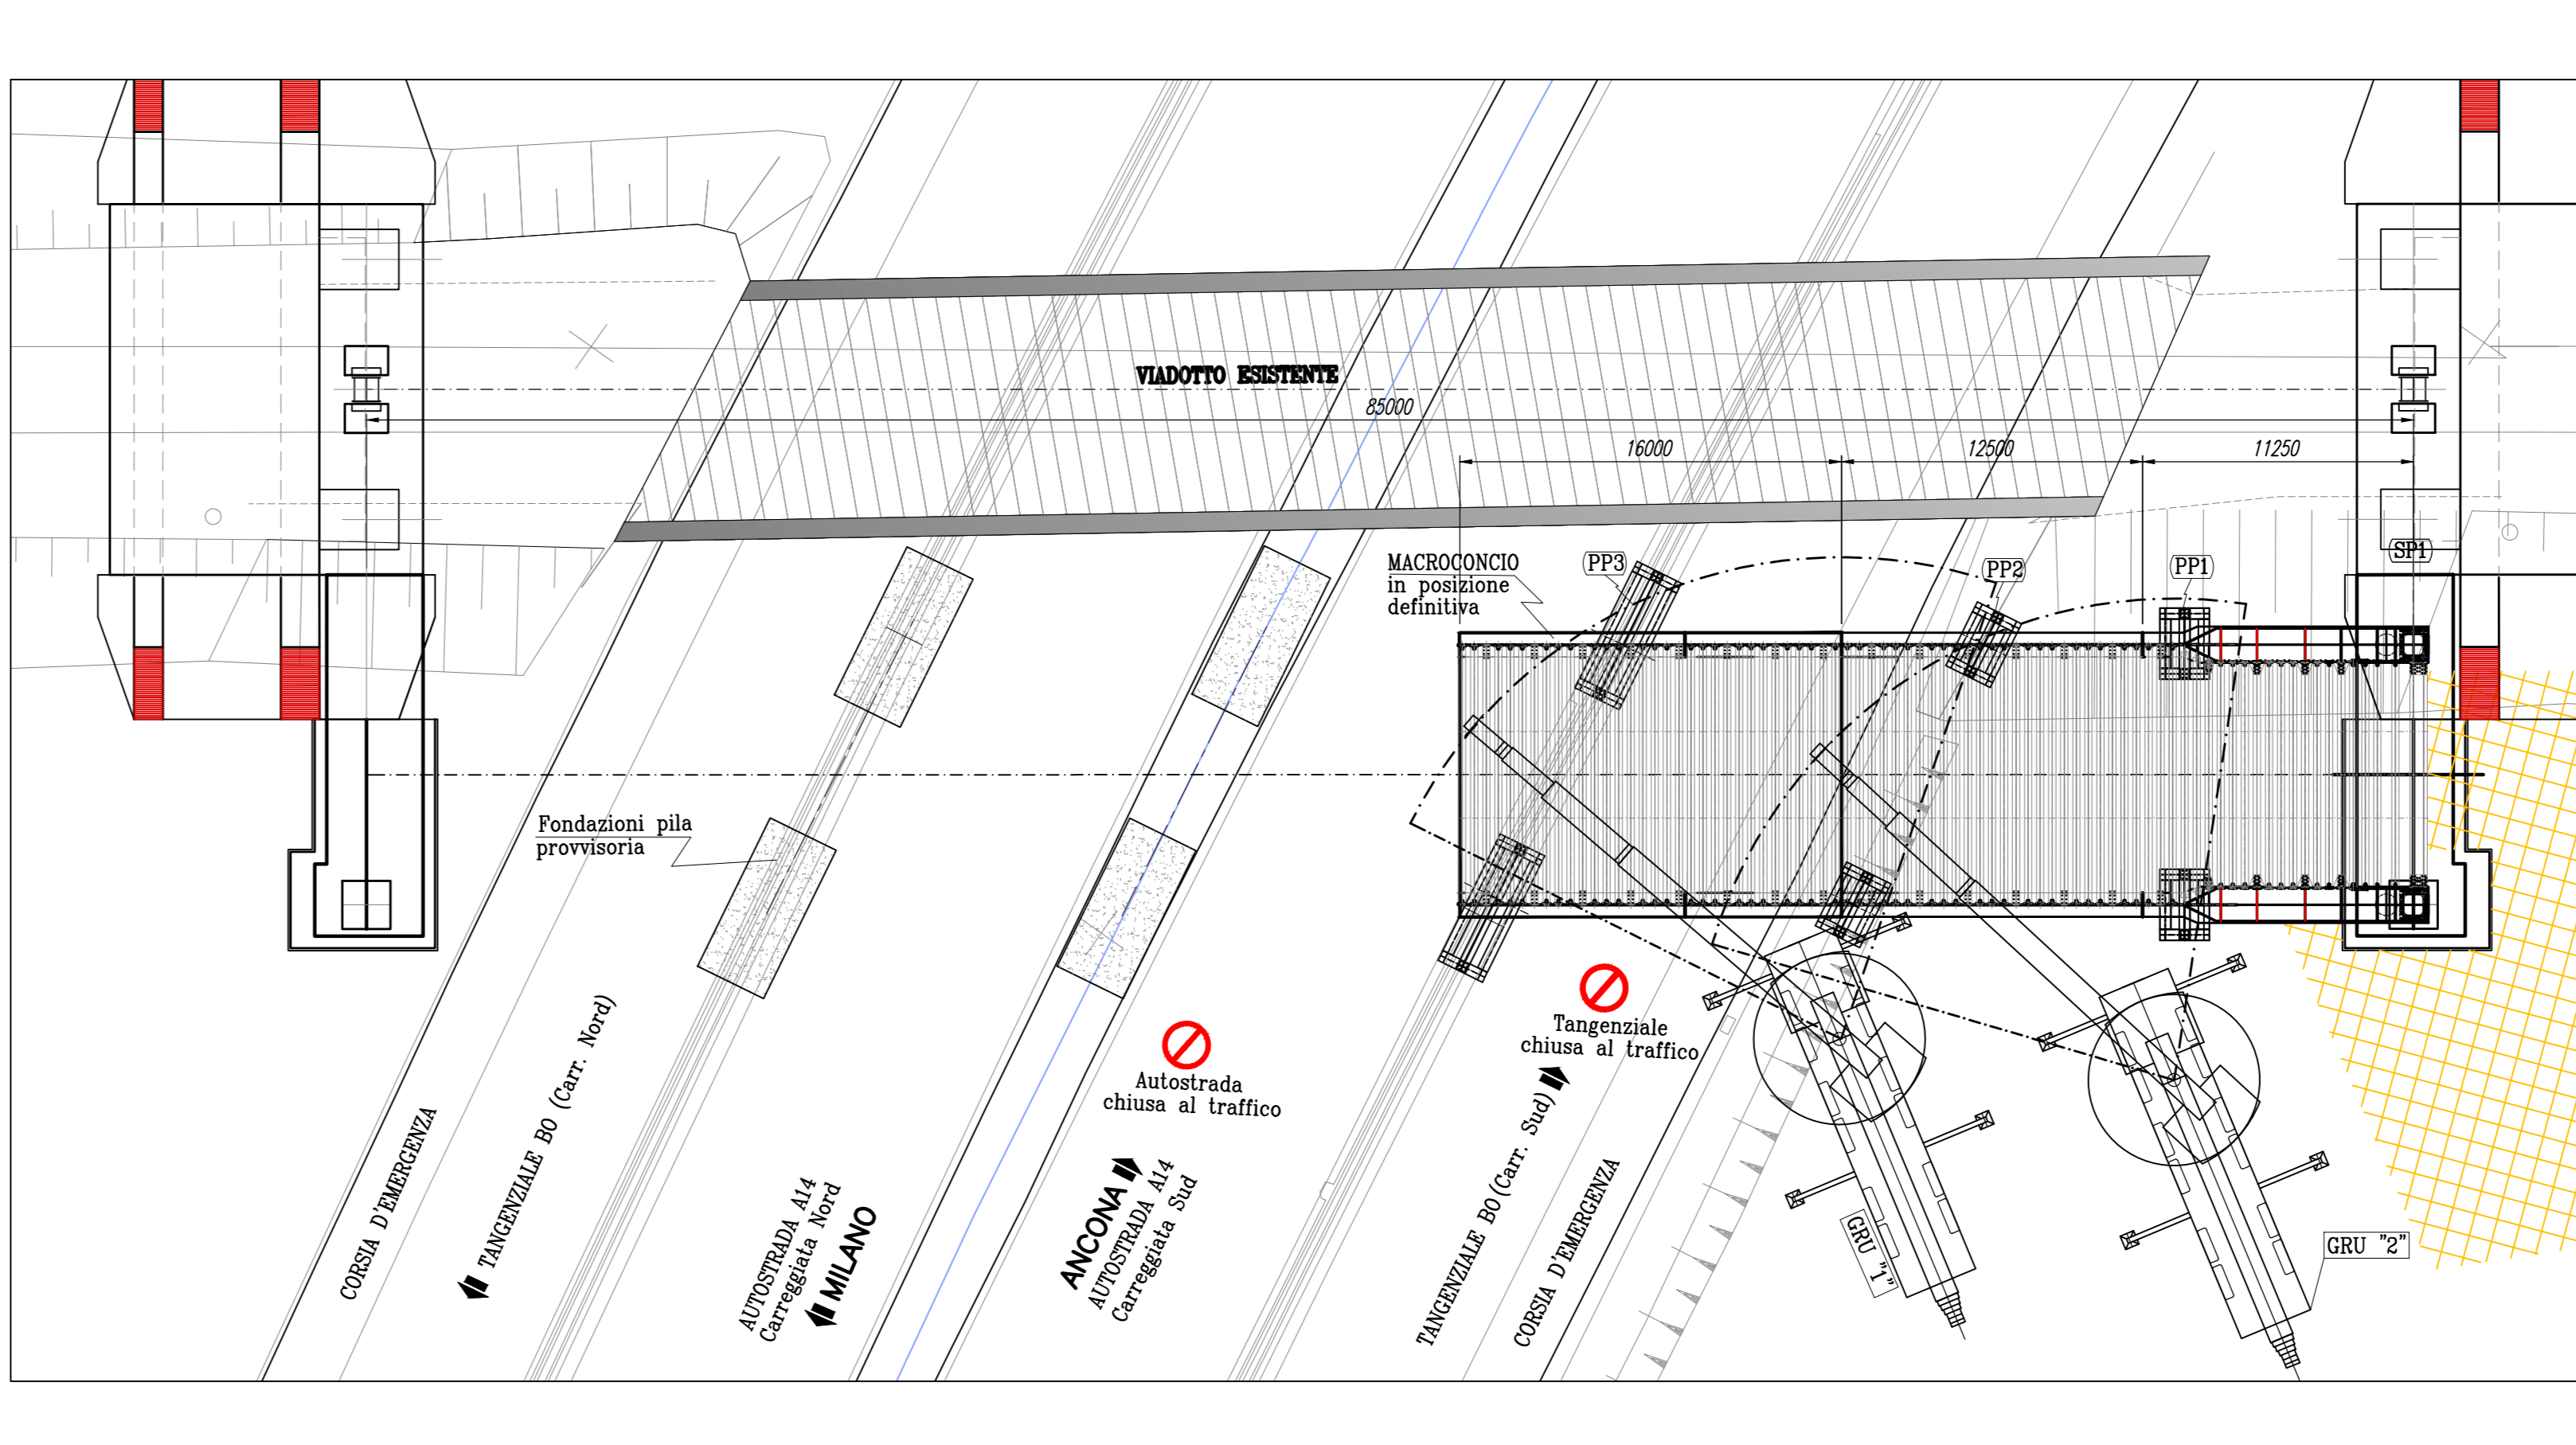 VIADOTTO ESISTENTE
85000
16000
12500
11250
MACROCONCIO
in posizione
definitiva
PP3
PP2
PP1
SP1
Fondazioni pila
provvisoria
Tangenziale
chiusa al traffico
Autostrada
chiusa al traffico
CORSIA D'EMERGENZA
TANGENZIALE BO (Carr. Nord)
AUTOSTRADA A14
Carreggiata Nord
MILANO
ANCONA
AUTOSTRADA A14
Carreggiata Sud
TANGENZIALE BO (Carr. Sud)
CORSIA D'EMERGENZA
GRU "1"
GRU "2"